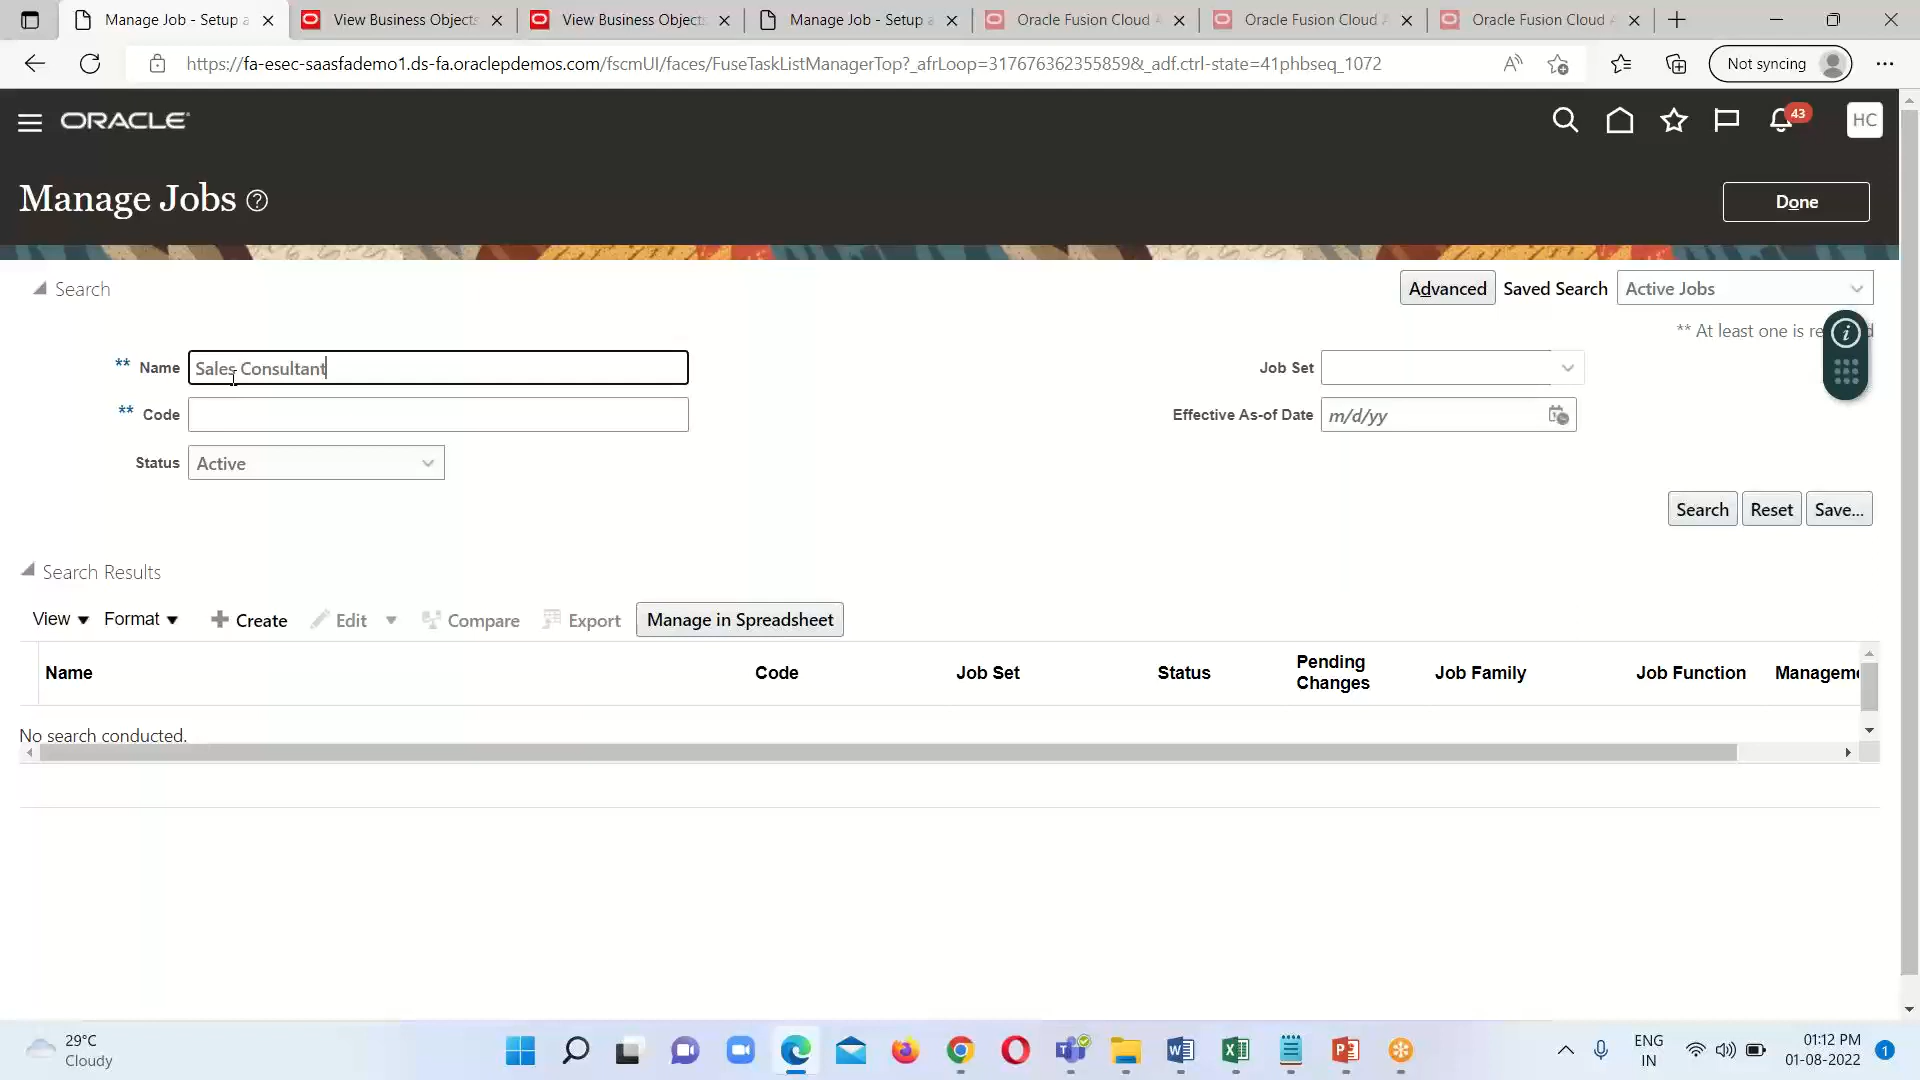 Manage Job - Setup a
View Business Objects
View Business Objects
Manage Job - Setup a
Oracle Fusion Cloud A
Oracle Fusion Cloud A
Oracle Fusion Cloud A
https://fa-esec-saasfademo1.ds-fa.oraclepdemos.com/fscmUI/faces/FuseTaskListManagerTop?_afrLoop=317676362355859&_adf.ctrl-state=41phbseq_1072
Not syncing
ORACLE
43
HC
Manage Jobs
Done
Search
Advanced
Saved Search
Active Jobs
** At least one is re
d
** Name
Sales Consultant
Job Set
** Code
Effective As-of Date
m/d/yy
Status
Active
Search
Reset
Save...
Search Results
View
Format
Create
Edit
Compare
Export
Manage in Spreadsheet
Name
Code
Job Set
Status
Pending
Changes
Job Family
Job Function
Manageme
No search conducted.
29°C
Cloudy
ENG
IN
01:12 PM
01-08-2022
1